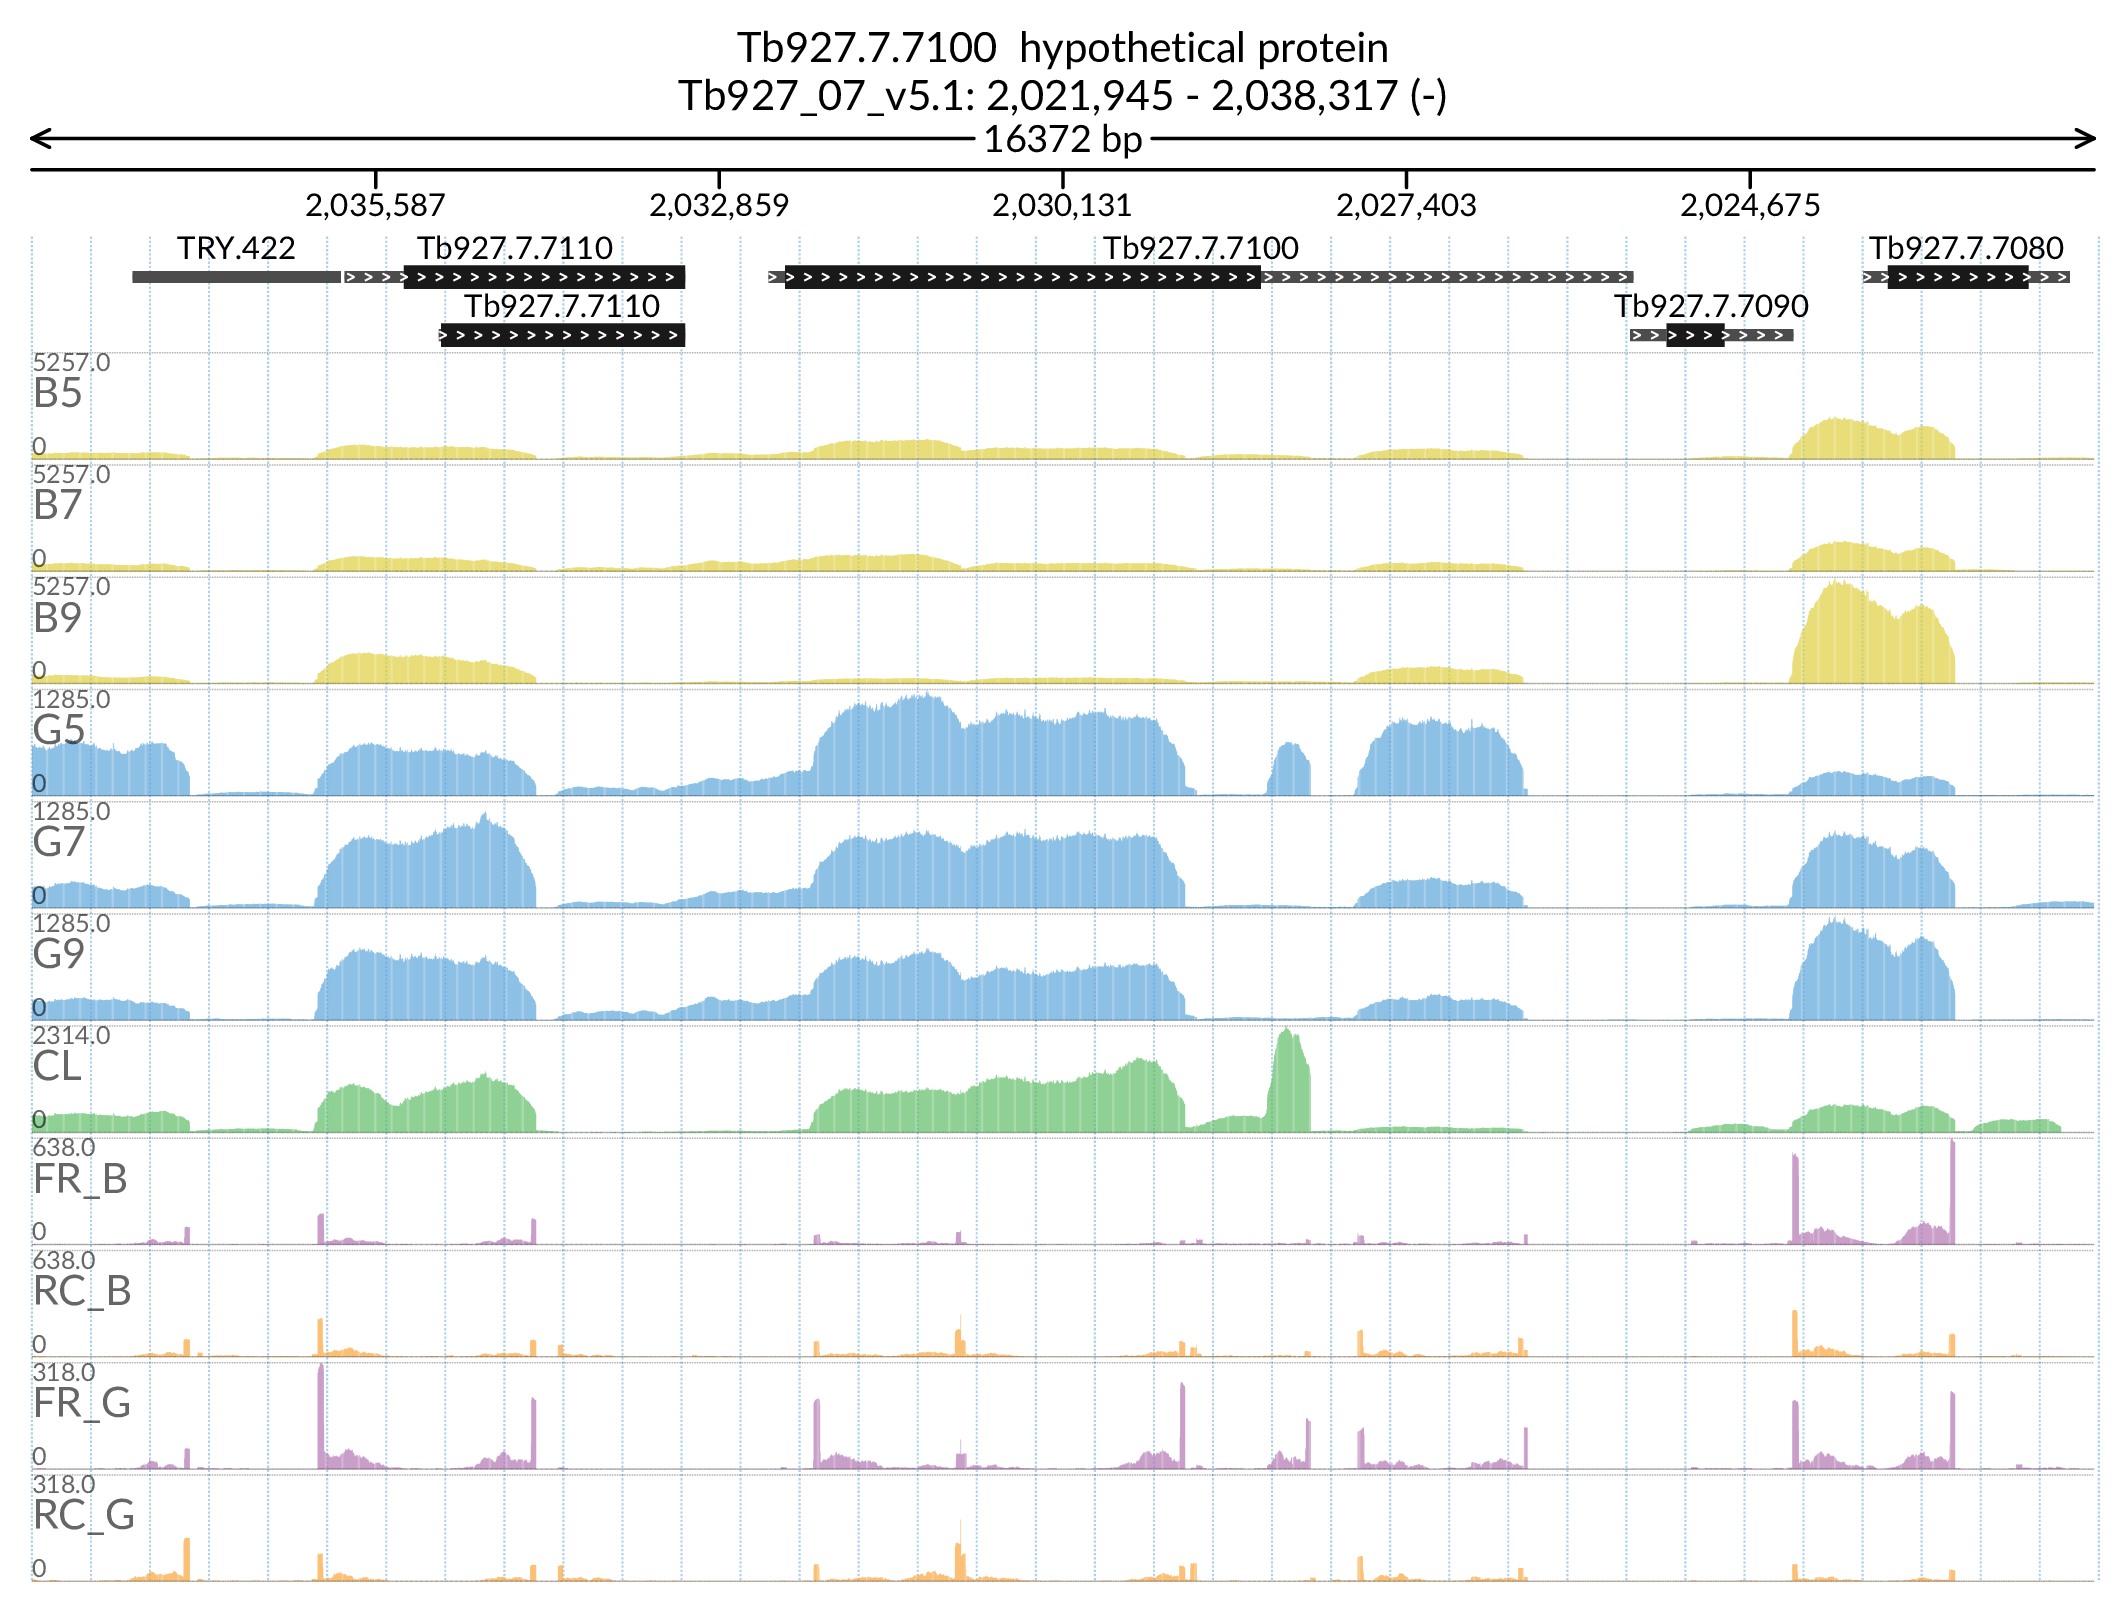 Tb927.7.7100 hypothetical protein
Tb927_07_v5.1: 2,021,945 - 2,038,317 (-)
16372 bp
2,035,587 2,032,859 2,030,131 2,027,403 2,024,675
TRY.422 Tb927.7.7110 Tb927.7.7100 Tb927.7.7080
Tb927.7.7110 Tb927.7.7090
5257.0
B5
0
5257.0
B7
0
5257.0
B9
0
1285.0
G5
0
1285.0
G7
0
1285.0
G9
0
2314.0
CL
0
638.0
FR_B
0
638.0
RC_B
0
318.0
FR_G
0
318.0
RC_G
0